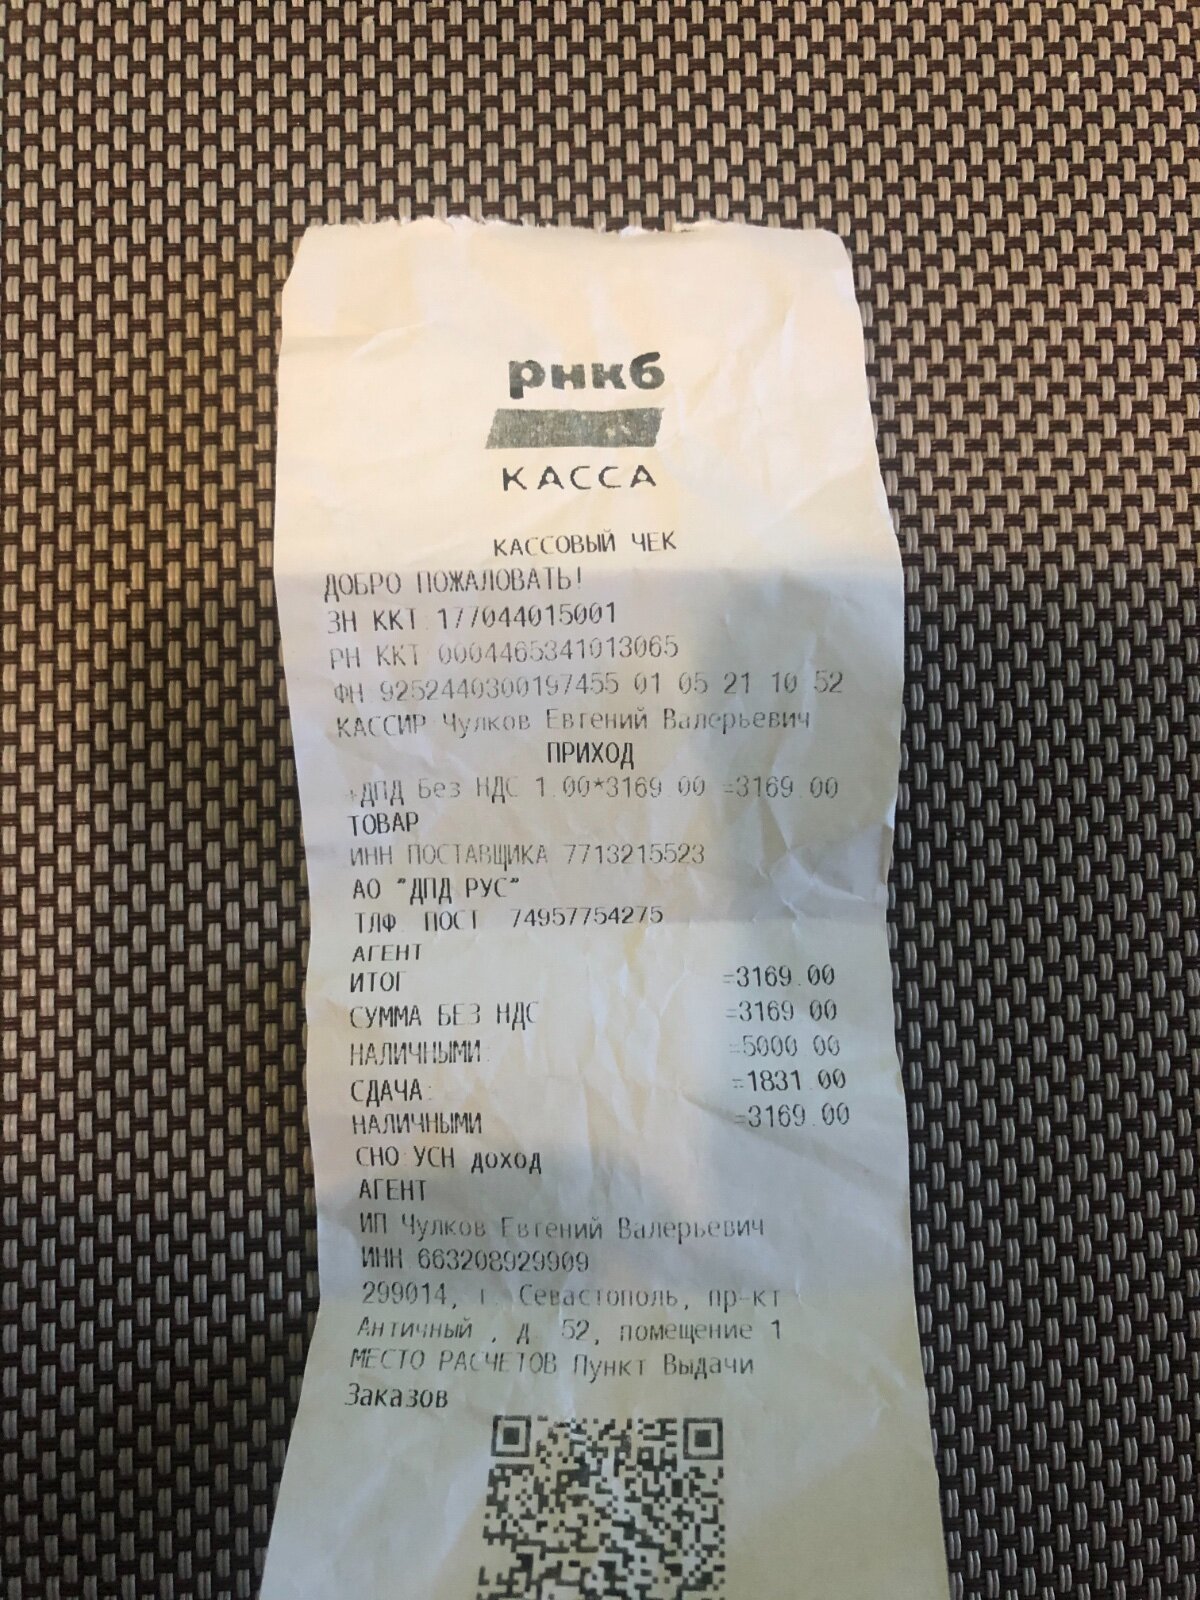 рнкб
КАССА
КАССОВЫЙ ЧЕК
ДОБРО ПОЖАЛОВАТЬ!
ЗН ККТ 177044015001
РН ККТ 0004465341013065
ФН 9252440300197455 01 05 21 10 52
КАССИР Чулков Евгений Валерьевич
ПРИХОД
+ДПД Без НДС 1.00*3169.00 =3169.00
ТОВАР
ИНН ПОСТАВЩИКА 7713215523
АО "ДПД РУС"
ТЛФ. ПОСТ 74957754275
АГЕНТ
ИТОГ =3169.00
СУММА БЕЗ НДС =3169.00
НАЛИЧНЫМИ: =5000.00
СДАЧА: =1831.00
НАЛИЧНЫМИ =3169.00
СНО:УСН доход
АГЕНТ
ИП Чулков Евгений Валерьевич
ИНН 663208929909
299014, г. Севастополь, пр-кт
Античный , д. 52, помещение 1
МЕСТО РАСЧЕТОВ Пункт Выдачи
Заказов